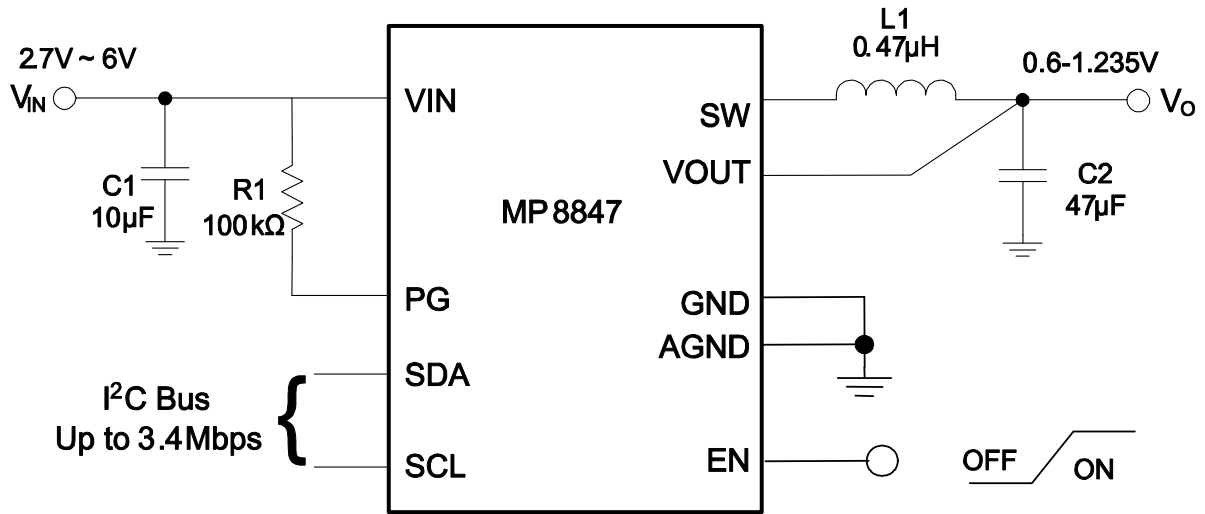 2.7V ~ 6V
VIN
C1
10µF
R1
100kΩ
I²C Bus
Up to 3.4Mbps
VIN
PG
SDA
SCL
MP8847
SW
VOUT
GND
AGND
EN
L1
0.47µH
0.6-1.235V
VO
C2
47µF
OFF
ON